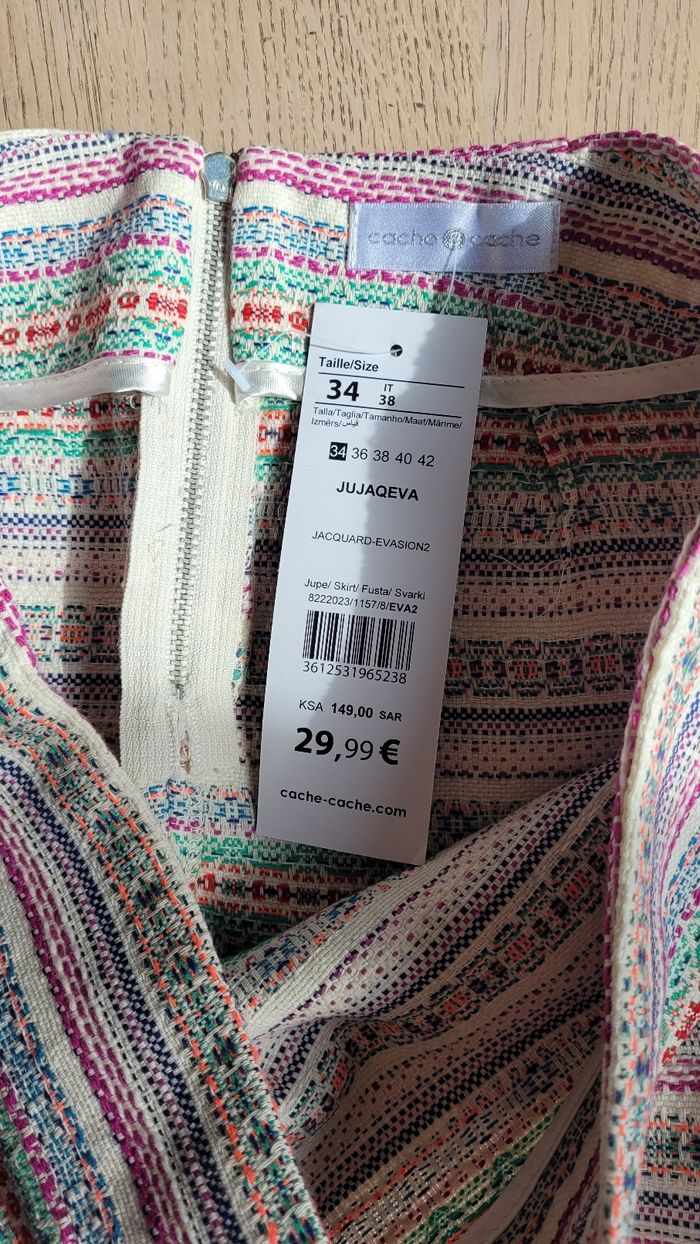 cache cache
Taille/Size
34 IT 38
Talla/Taglia/Tamanho/Maat/Mărime/
Izmērs/قياس
34 36 38 40 42
JUJAQEVA
JACQUARD-EVASION2
Jupe/ Skirt/ Fusta/ Svarki
8222023/1157/8/EVA2
3612531965238
KSA 149,00 SAR
29,99 €
cache-cache.com